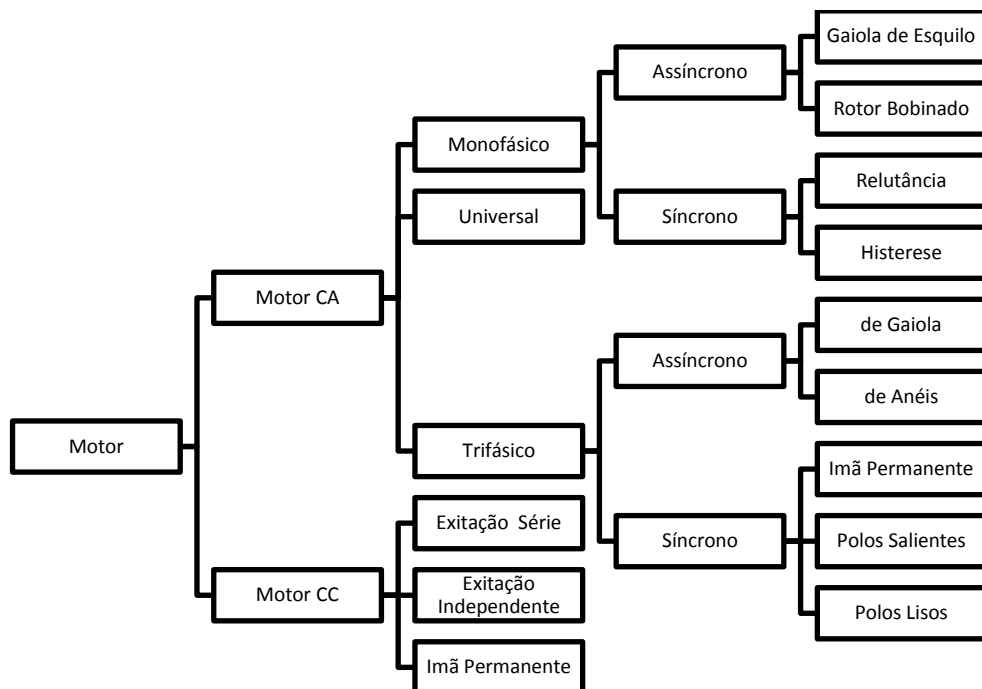 Motor
Motor CA
Monofásico
Assíncrono
Gaiola de Esquilo
Rotor Bobinado
Síncrono
Relutância
Histerese
Universal
Trifásico
Assíncrono
de Gaiola
de Anéis
Síncrono
Imã Permanente
Polos Salientes
Polos Lisos
Motor CC
Exitação Série
Exitação
Independente
Imã Permanente